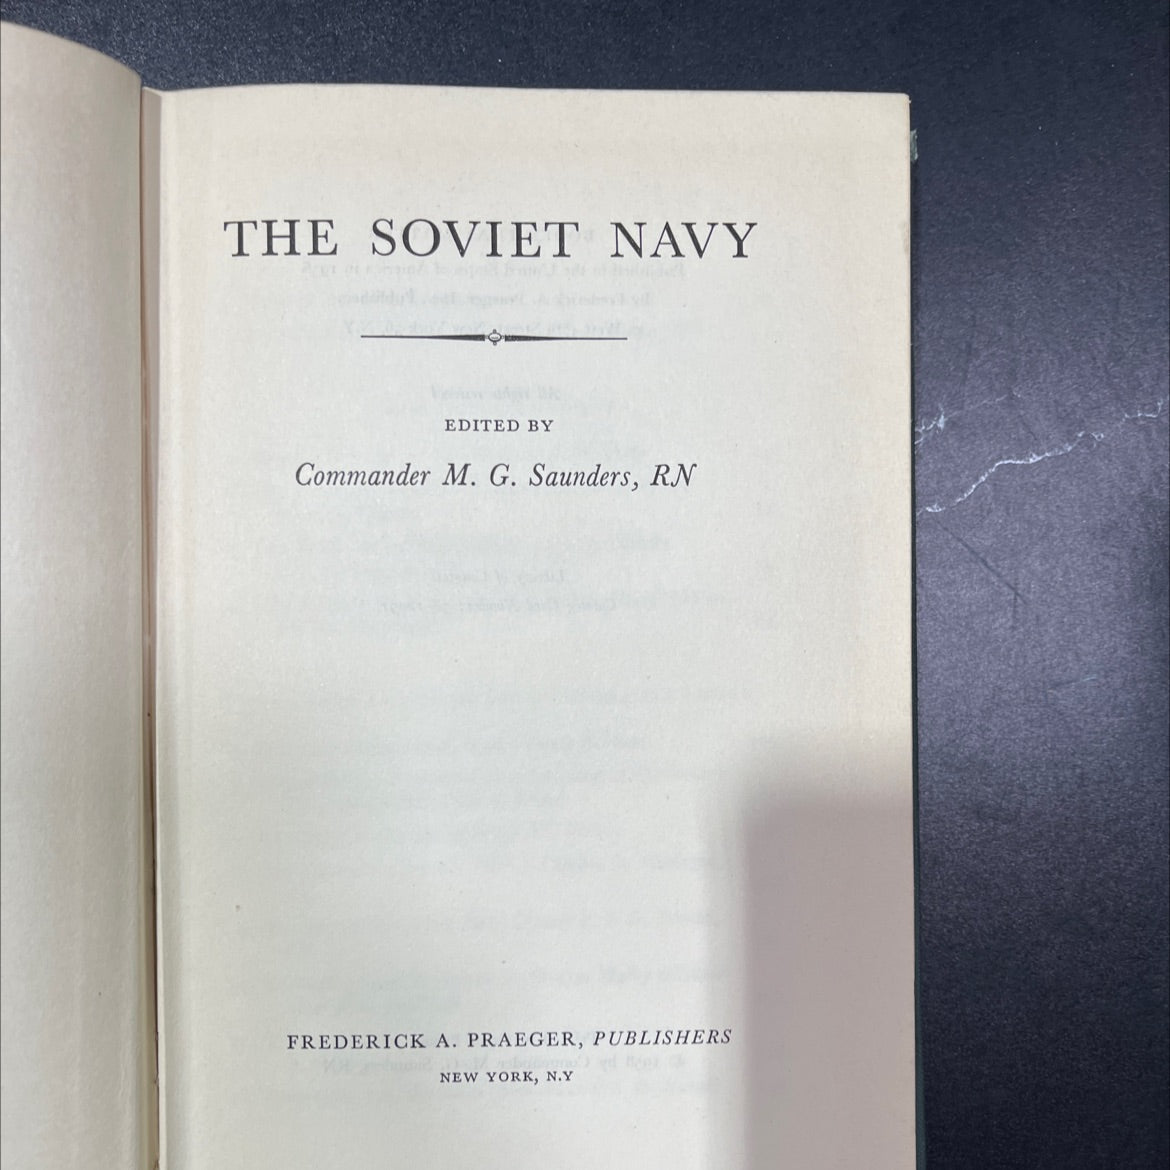 THE SOVIET NAVY
EDITED BY
Commander M. G. Saunders, RN
FREDERICK A. PRAEGER, PUBLISHERS
NEW YORK, N.Y